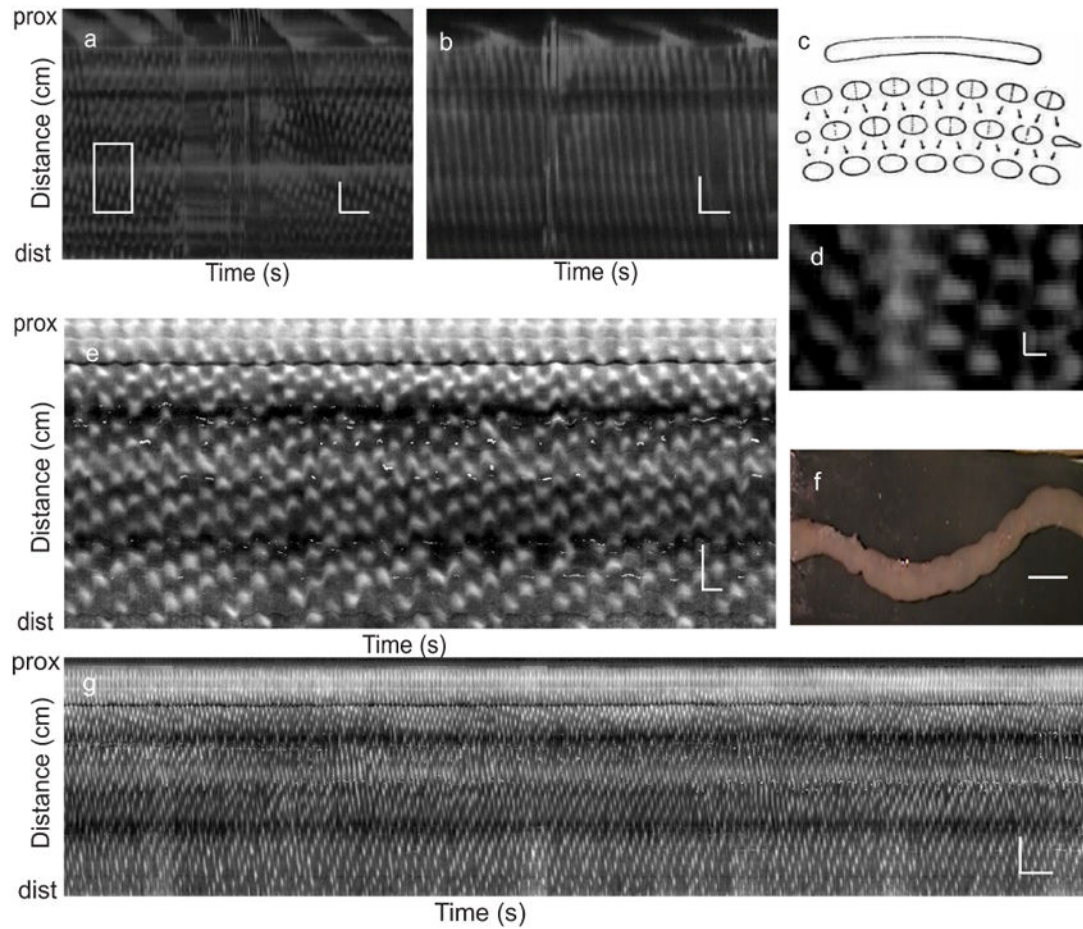 prox
a
b
c
Distance (cm)
dist
Time (s)
Time (s)
d
prox
e
Distance (cm)
dist
Time (s)
f
prox
g
Distance (cm)
dist
Time (s)